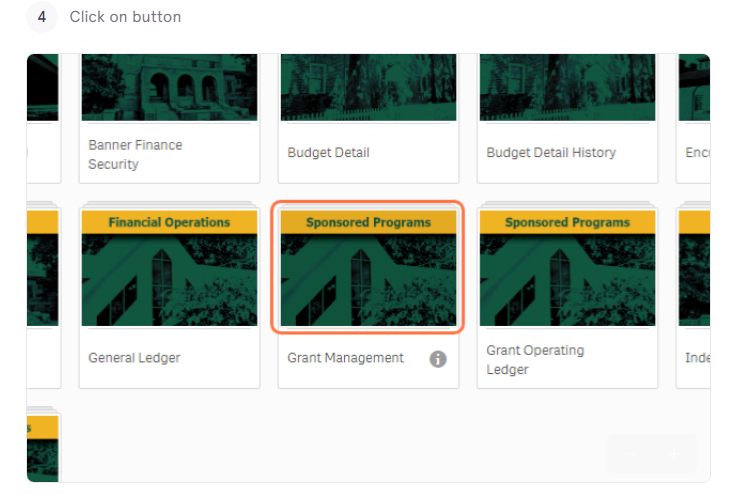 4 Click on button
Banner Finance
Security
Budget Detail
Budget Detail History
Financial Operations
Sponsored Programs
Sponsored Programs
General Ledger
Grant Management
Grant Operating
Ledger